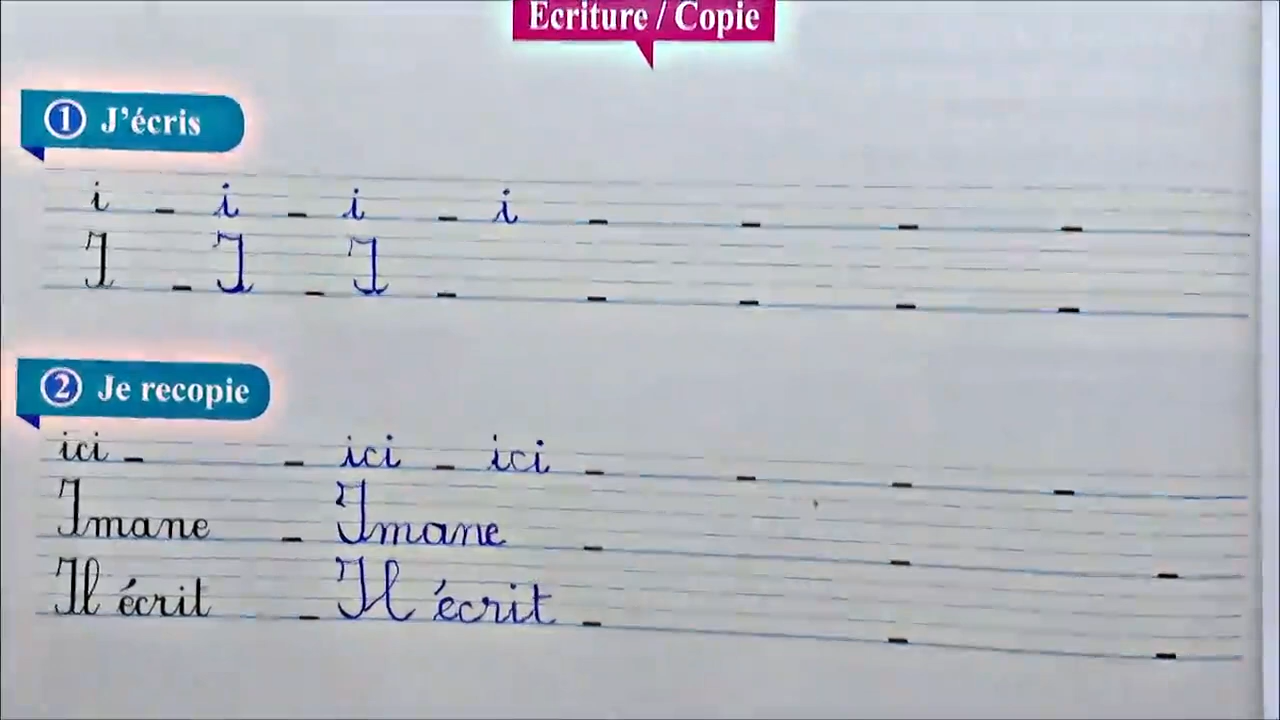 Ecriture / Copie
1 J'écris
i - i - i - i - - - -
I - I - I - - - - -
2 Je recopie
ici - - ici - ici - - - -
Imane - Imane - - -
Il écrit - Il écrit - - -